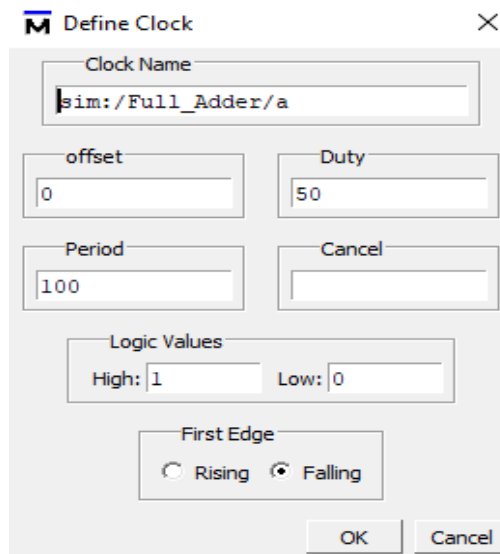 M Define Clock
Clock Name
sim:/Full_Adder/a
offset Duty
0 50
Period Cancel
100
Logic Values
High: 1 Low: 0
First Edge
Rising Falling
OK Cancel